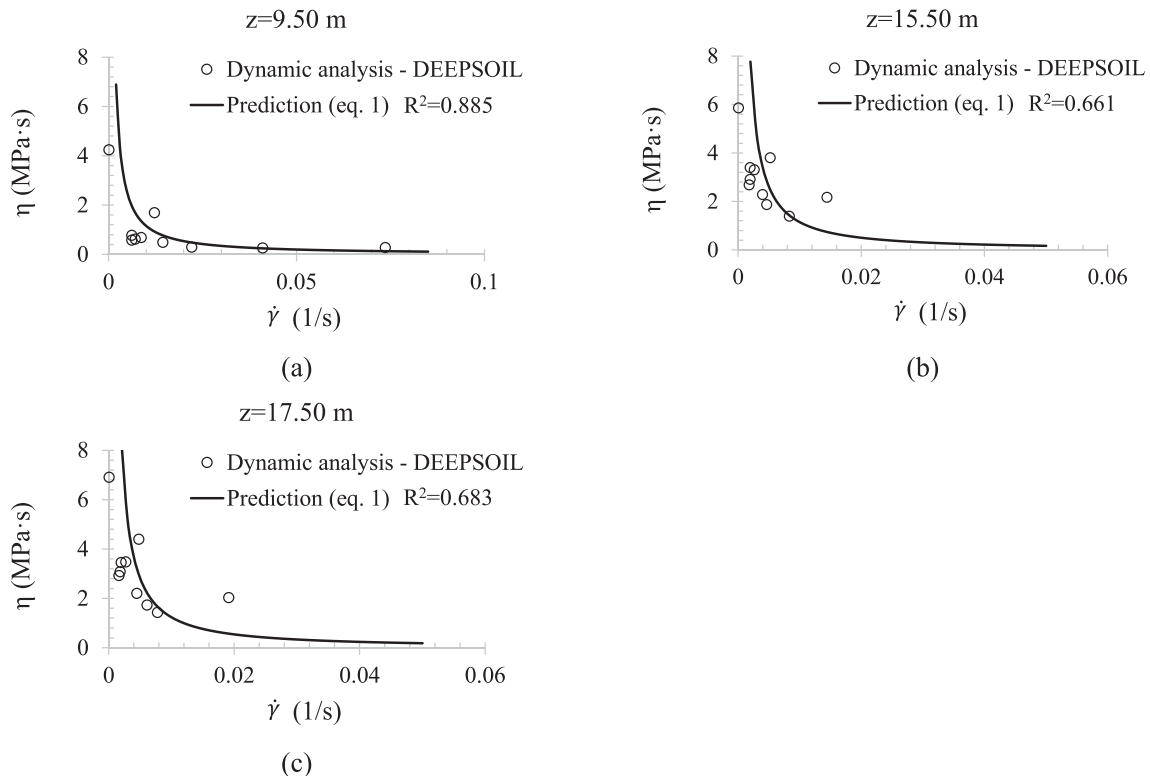 z=9.50 m
8
6
4
2
0
η (MPa·s)
Dynamic analysis - DEEPSOIL
Prediction (eq. 1) R²=0.885
0
0.05
0.1
γ̇ (1/s)
(a)
z=15.50 m
8
6
4
2
0
η (MPa·s)
Dynamic analysis - DEEPSOIL
Prediction (eq. 1) R²=0.661
0
0.02
0.04
0.06
γ̇ (1/s)
(b)
z=17.50 m
8
6
4
2
0
η (MPa·s)
Dynamic analysis - DEEPSOIL
Prediction (eq. 1) R²=0.683
0
0.02
0.04
0.06
γ̇ (1/s)
(c)